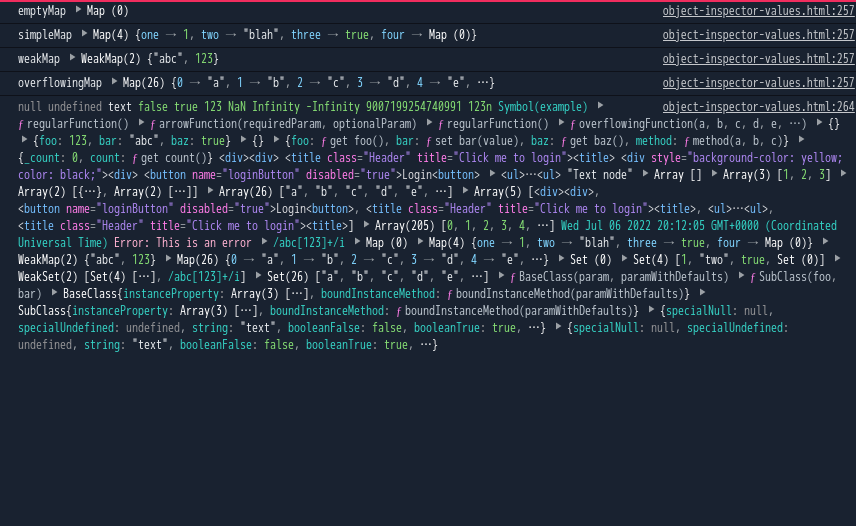 emptyMap ▶ Map (0) object-inspector-values.html:257
simpleMap ▶ Map(4) {one → 1, two → "blah", three → true, four → Map (0)} object-inspector-values.html:257
weakMap ▶ WeakMap(2) {"abc", 123} object-inspector-values.html:257
overflowingMap ▶ Map(26) {0 → "a", 1 → "b", 2 → "c", 3 → "d", 4 → "e", …} object-inspector-values.html:257
null undefined text false true 123 NaN Infinity -Infinity 9007199254740991 123n Symbol(example) ▶ object-inspector-values.html:264
ƒ regularFunction() ▶ ƒ arrowFunction(requiredParam, optionalParam) ▶ ƒ regularFunction() ▶ ƒ overflowingFunction(a, b, c, d, e, …) ▶ {}
▶ {foo: 123, bar: "abc", baz: true} ▶ {} ▶ {foo: ƒ get foo(), bar: ƒ set bar(value), baz: ƒ get baz(), method: ƒ method(a, b, c)} ▶
{_count: 0, count: ƒ get count()} <div><div> <title class="Header" title="Click me to login"><title> <div style="background-color: yellow;
color: black;"><div> <button name="loginButton" disabled="true">Login<button> ▶ <ul>…<ul> "Text node" ▶ Array [] ▶ Array(3) [1, 2, 3] ▶
Array(2) [{…}, Array(2) […]] ▶ Array(26) ["a", "b", "c", "d", "e", …] ▶ Array(5) [<div><div>,
<button name="loginButton" disabled="true">Login<button>, <title class="Header" title="Click me to login"><title>, <ul>…<ul>,
<title class="Header" title="Click me to login"><title>] ▶ Array(205) [0, 1, 2, 3, 4, …] Wed Jul 06 2022 20:12:05 GMT+0000 (Coordinated
Universal Time) Error: This is an error ▶ /abc[123]+/i ▶ Map (0) ▶ Map(4) {one → 1, two → "blah", three → true, four → Map (0)} ▶
WeakMap(2) {"abc", 123} ▶ Map(26) {0 → "a", 1 → "b", 2 → "c", 3 → "d", 4 → "e", …} ▶ Set (0) ▶ Set(4) [1, "two", true, Set (0)] ▶
WeakSet(2) [Set(4) […], /abc[123]+/i] ▶ Set(26) ["a", "b", "c", "d", "e", …] ▶ ƒ BaseClass(param, paramWithDefaults) ▶ ƒ SubClass(foo,
bar) ▶ BaseClass{instanceProperty: Array(3) […], boundInstanceMethod: ƒ boundInstanceMethod(paramWithDefaults)} ▶
SubClass{instanceProperty: Array(3) […], boundInstanceMethod: ƒ boundInstanceMethod(paramWithDefaults)} ▶ {specialNull: null,
specialUndefined: undefined, string: "text", booleanFalse: false, booleanTrue: true, …} ▶ {specialNull: null, specialUndefined:
undefined, string: "text", booleanFalse: false, booleanTrue: true, …}